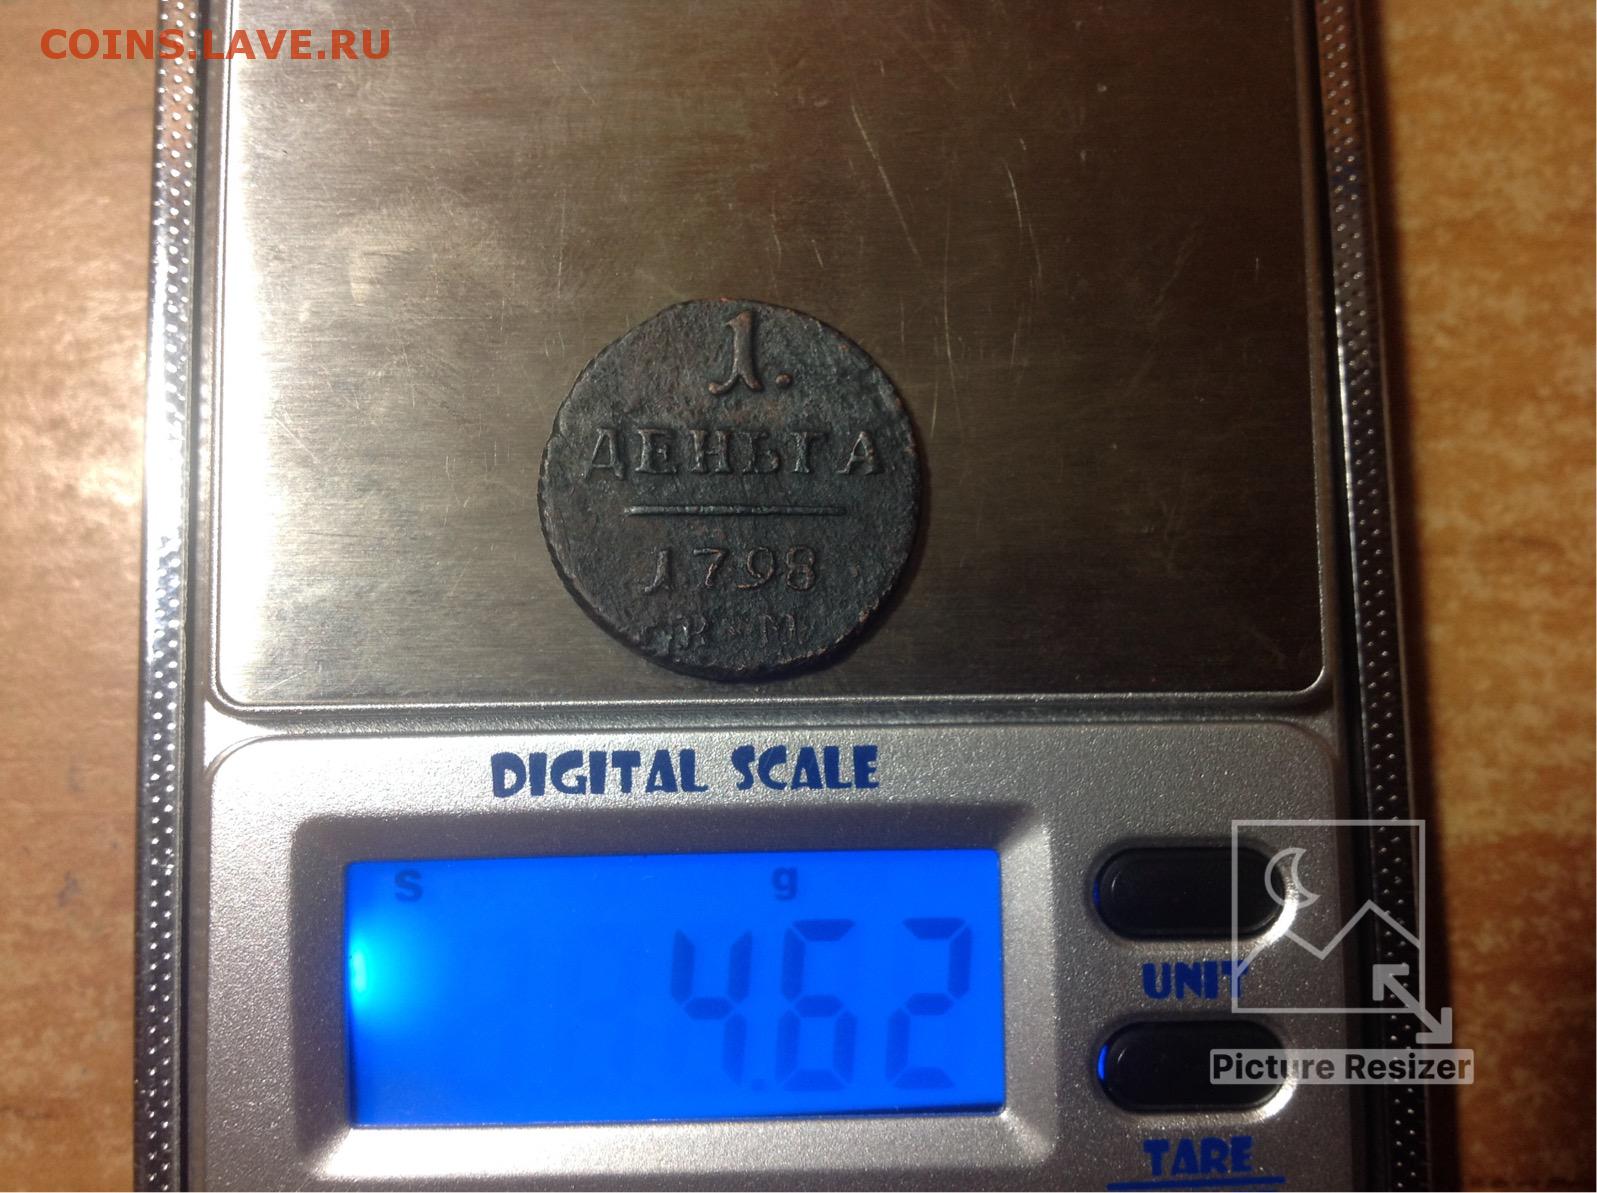 COINS.LAVE.RU
1.
ДЕНЬГА
1798
К М
DIGITAL SCALE
S g
4.62
UNIT
TARE
Picture Resizer